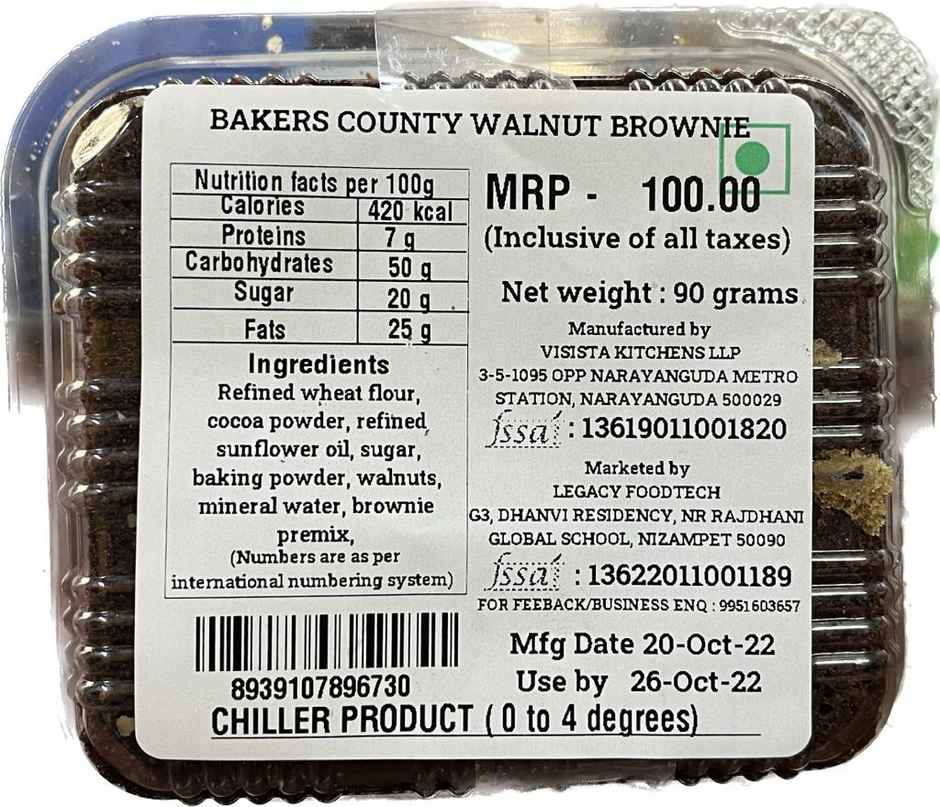 BAKERS COUNTY WALNUT BROWNIE
Nutrition facts per 100g
Calories 420 kcal
Proteins 7 g
Carbohydrates 50 g
Sugar 20 g
Fats 25 g
Ingredients
Refined wheat flour,
cocoa powder, refined
sunflower oil, sugar,
baking powder, walnuts,
mineral water, brownie
premix,
(Numbers are as per
international numbering system)
8939107896730
CHILLER PRODUCT ( 0 to 4 degrees)
MRP - 100.00
(Inclusive of all taxes)
Net weight : 90 grams
Manufactured by
VISISTA KITCHENS LLP
3-5-1095 OPP NARAYANGUDA METRO
STATION, NARAYANGUDA 500029
fssai : 13619011001820
Marketed by
LEGACY FOODTECH
G3, DHANVI RESIDENCY, NR RAJDHANI
GLOBAL SCHOOL, NIZAMPET 50090
fssai : 13622011001189
FOR FEEBACK/BUSINESS ENQ : 9951603657
Mfg Date 20-Oct-22
Use by 26-Oct-22